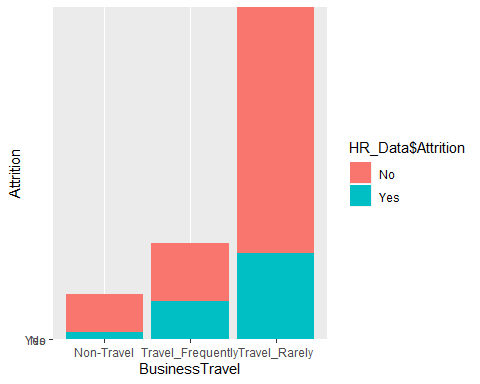 HR_Data$Attrition
No
Yes
Attrition
Non-Travel Travel_Frequently Travel_Rarely
BusinessTravel